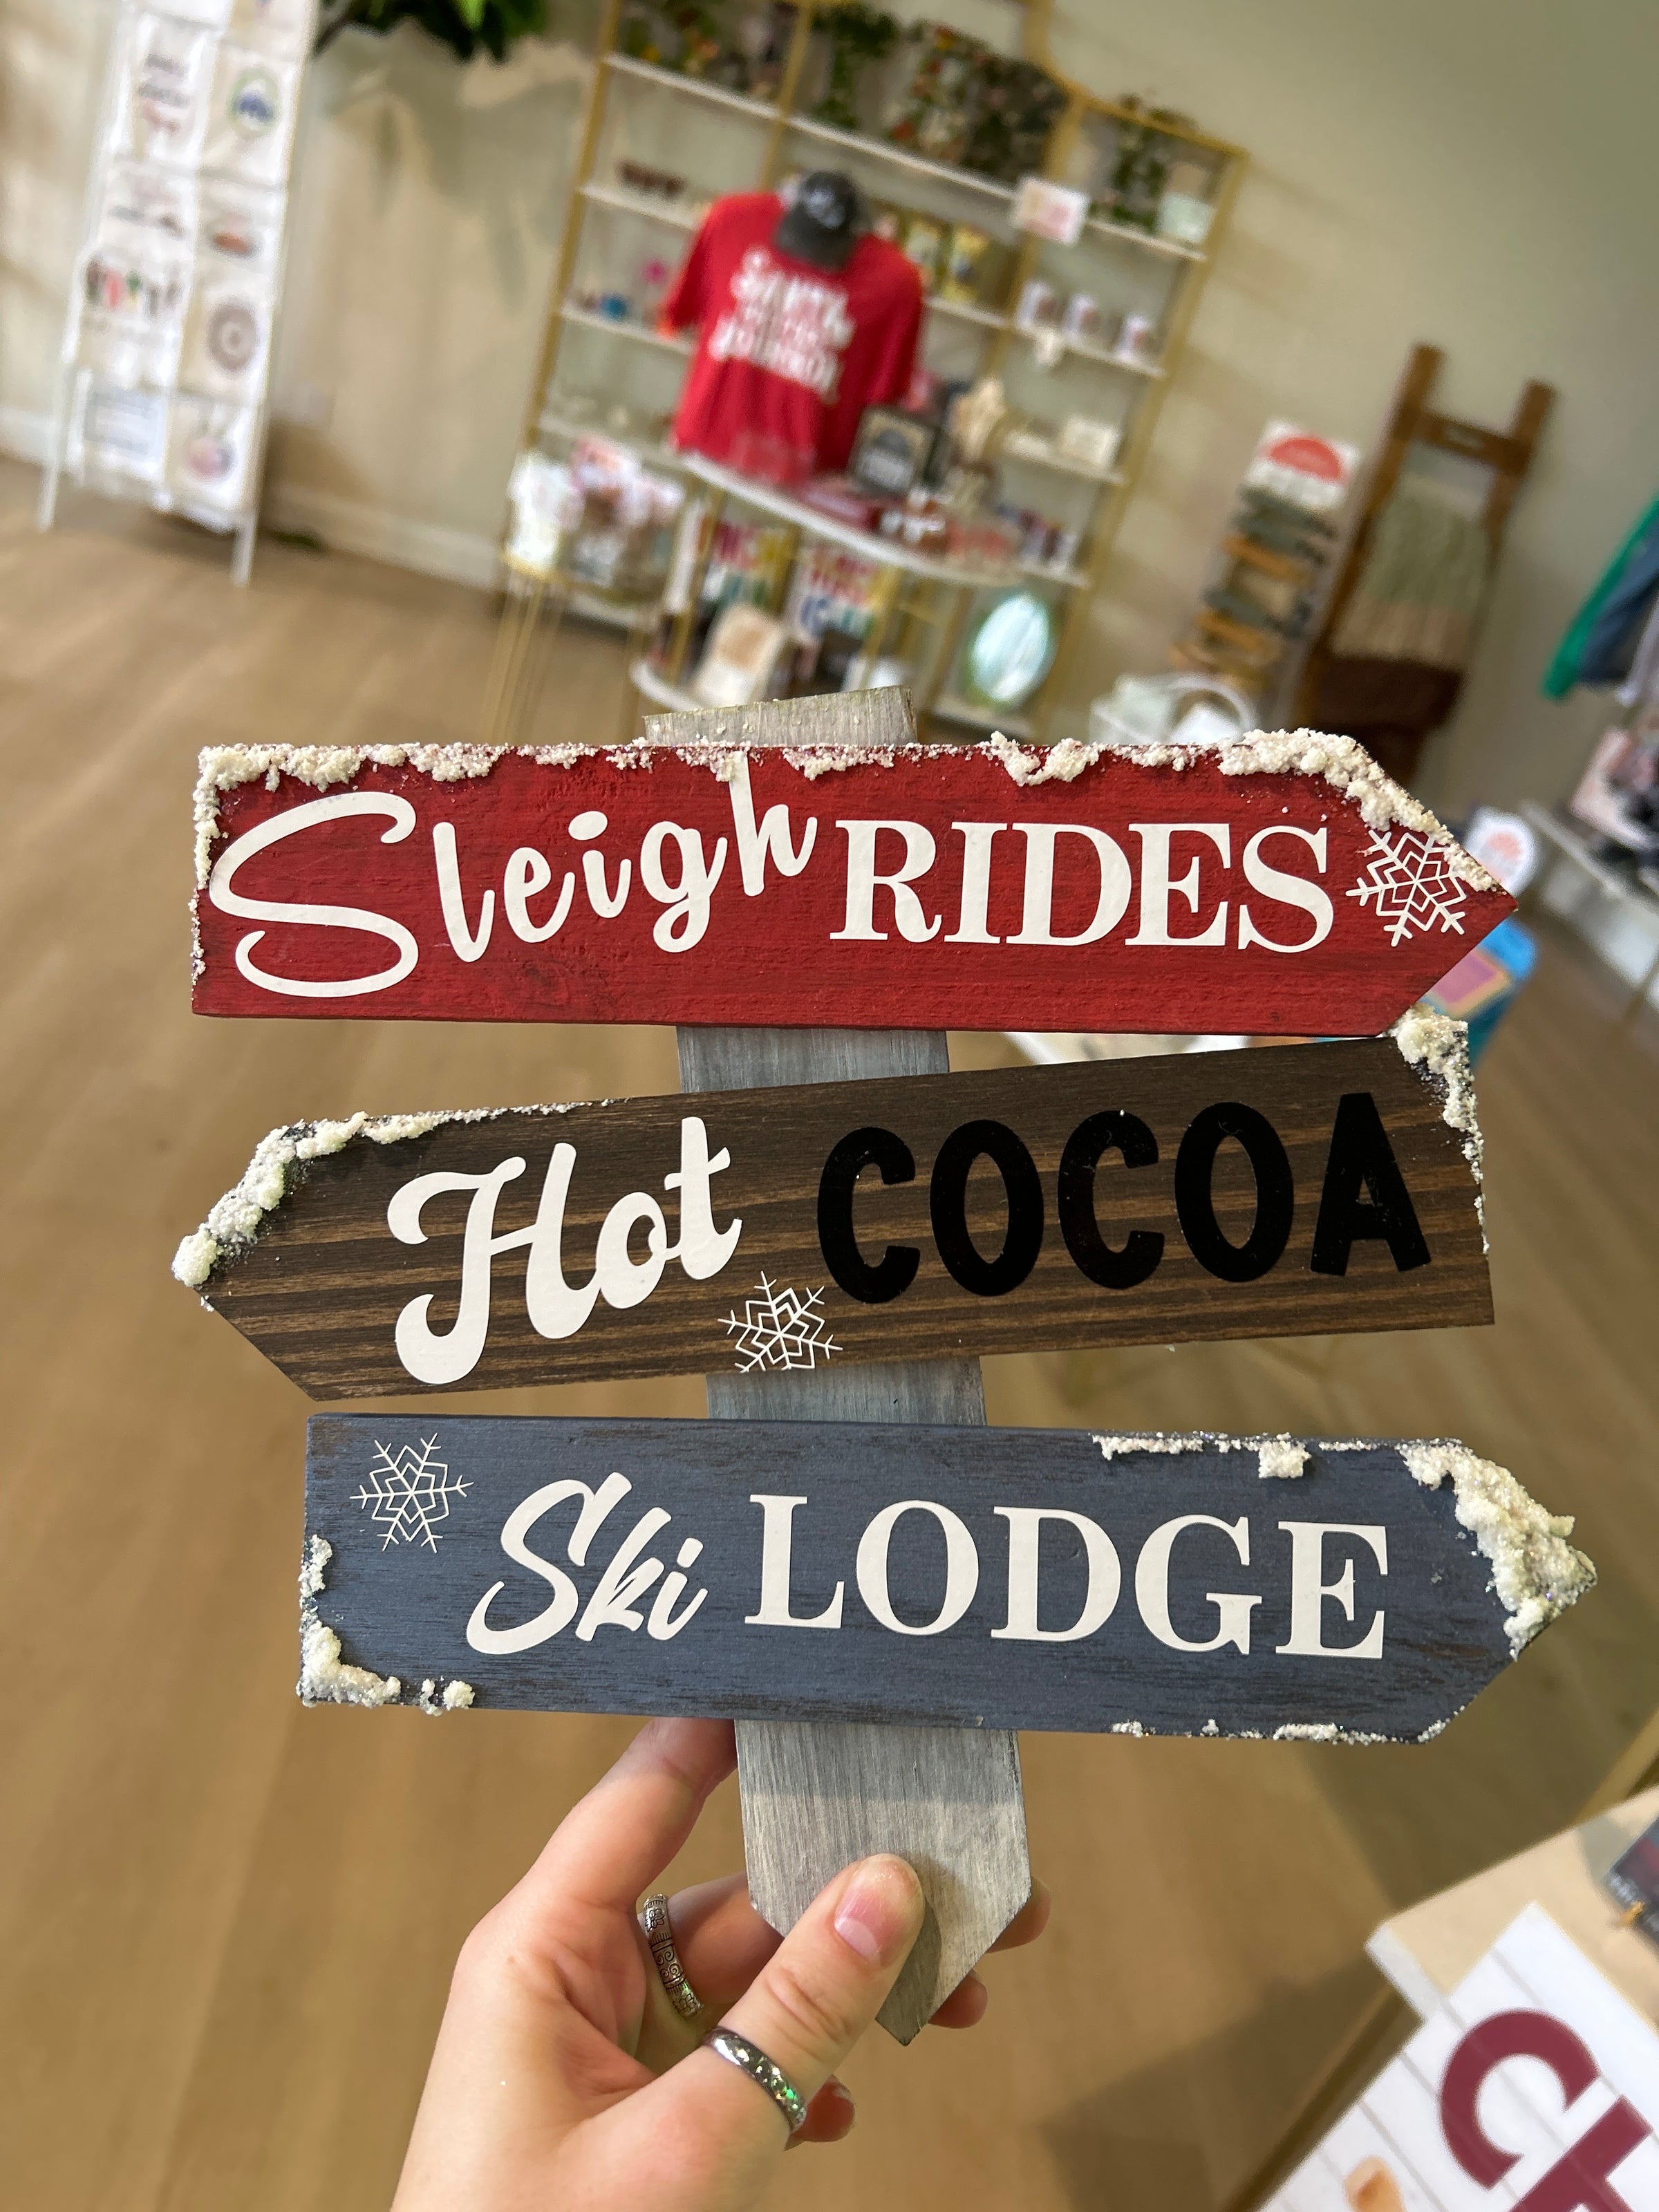 Sleigh RIDES
Hot COCOA
Ski LODGE